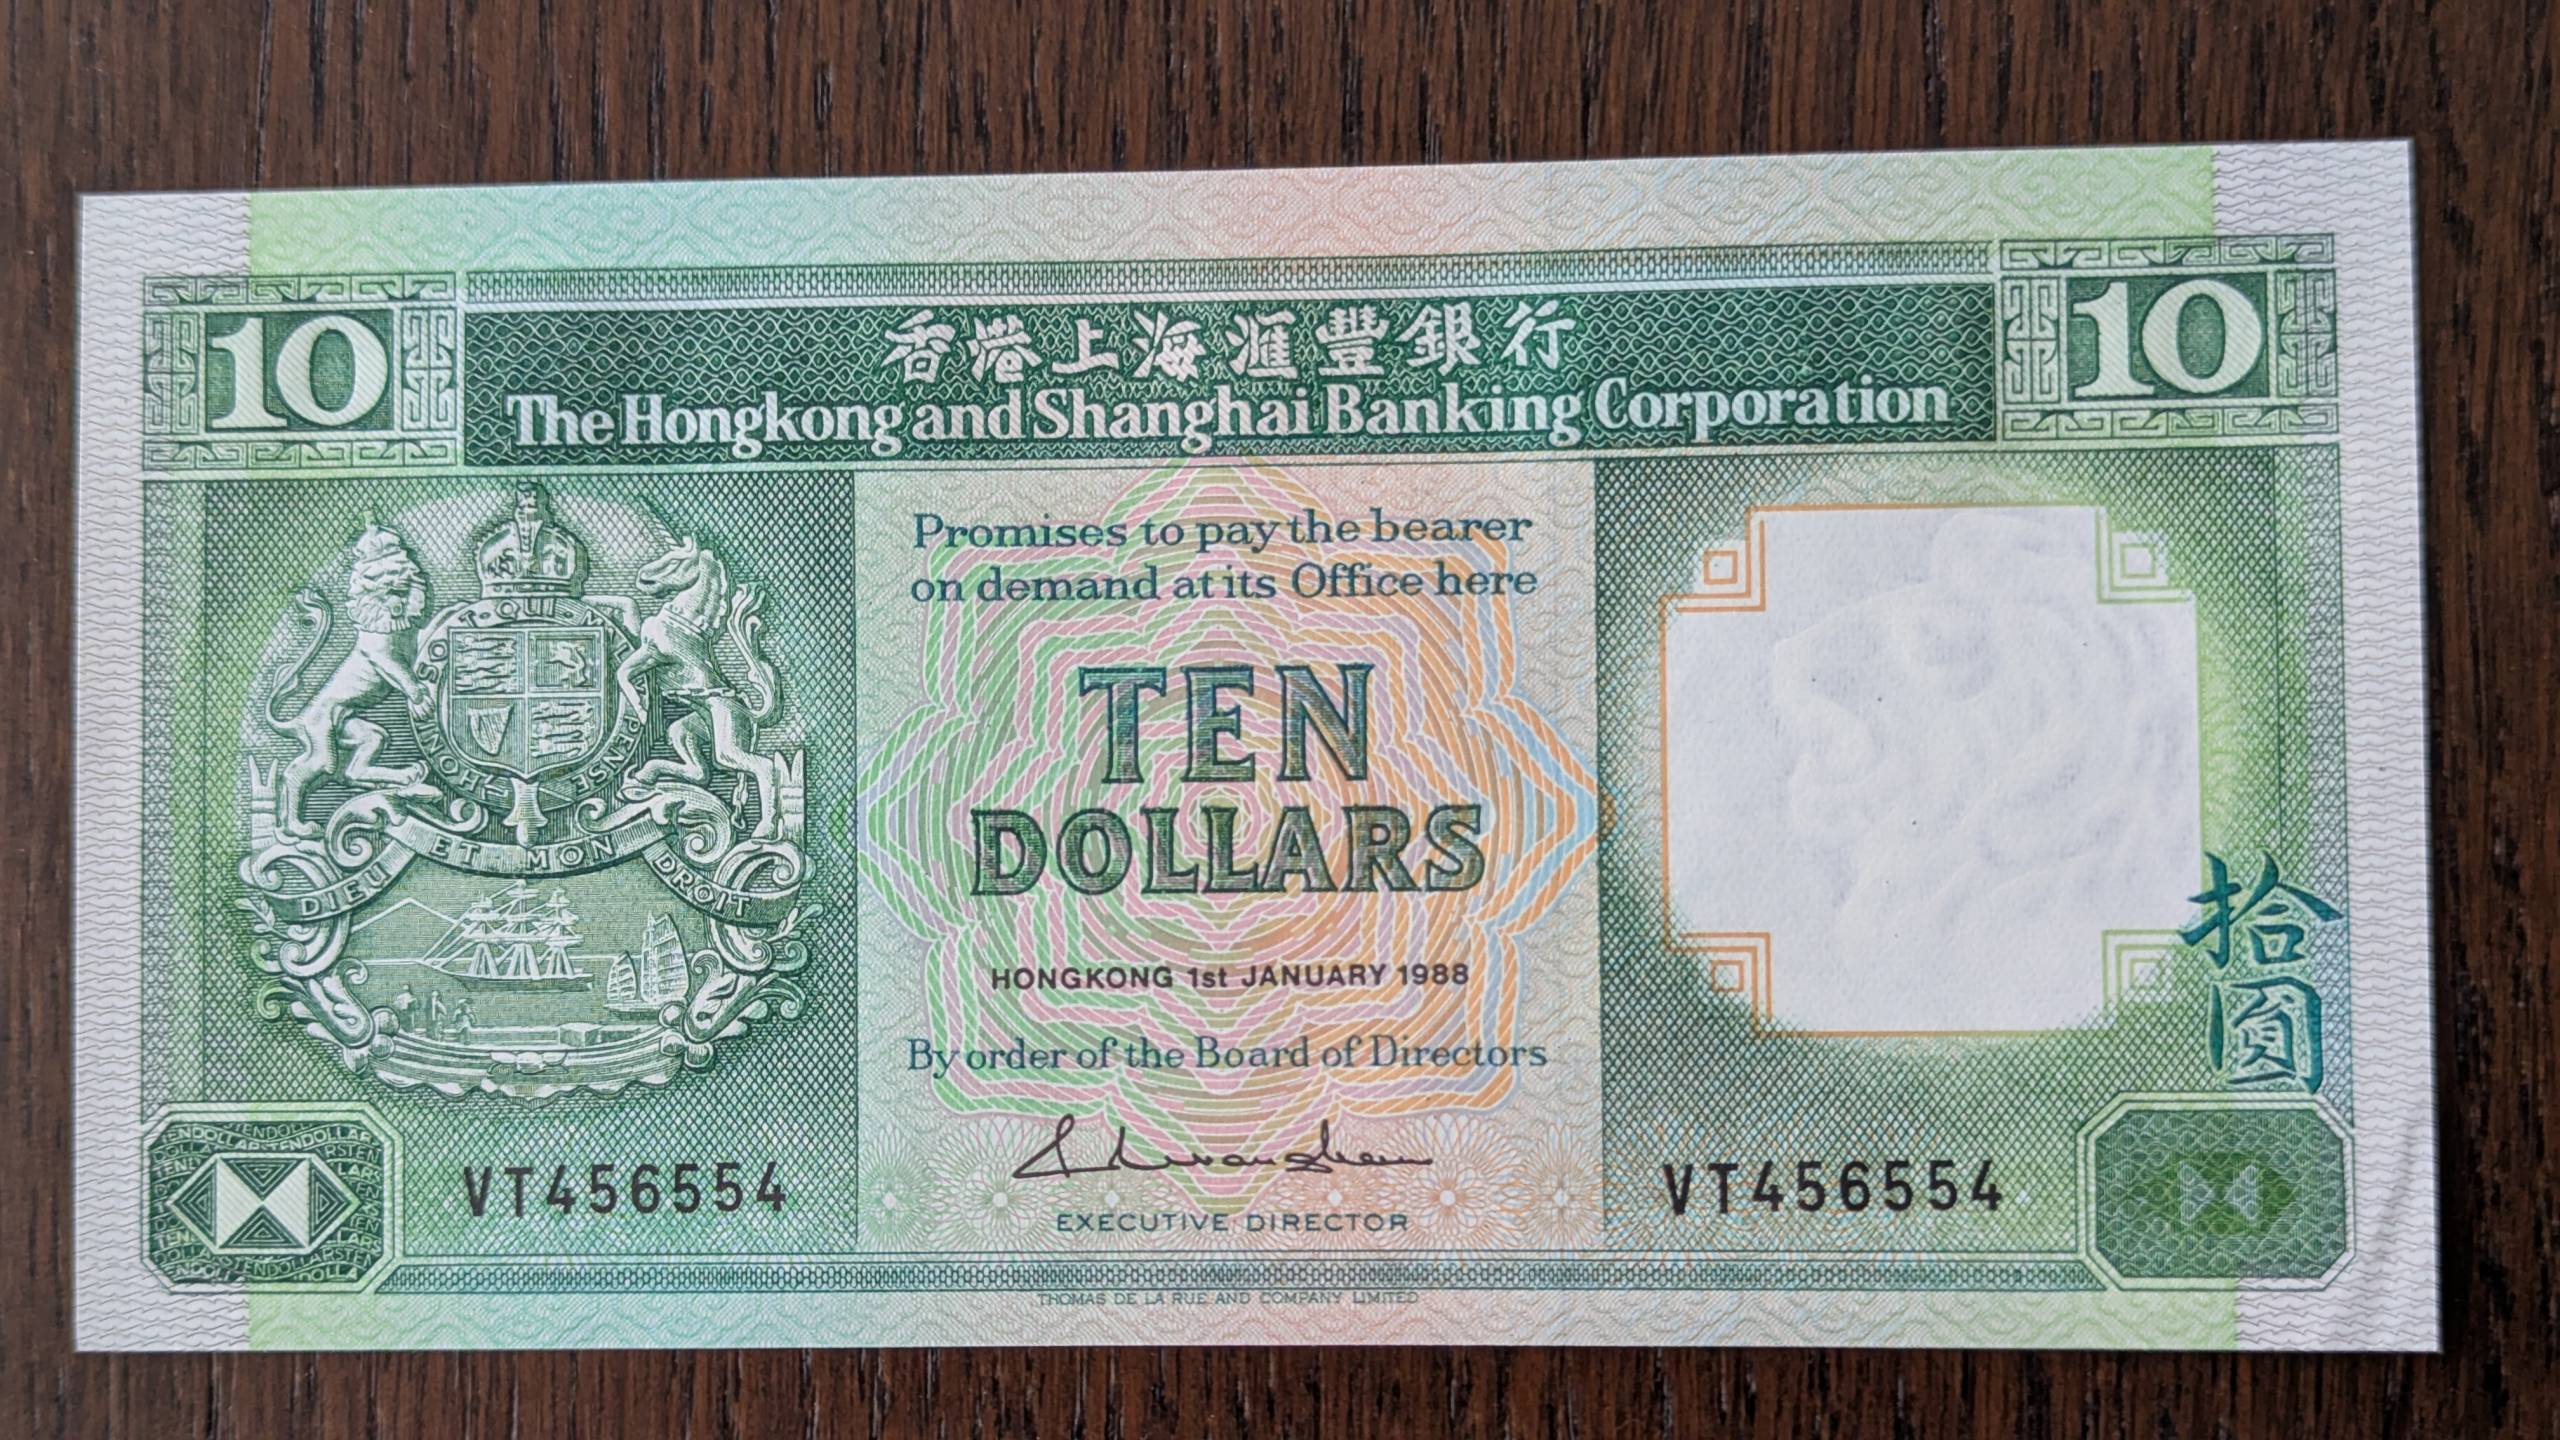 10
香港上海滙豐銀行
10
The Hongkong and Shanghai Banking Corporation
Promises to pay the bearer
on demand at its Office here
TEN
DOLLARS
HONI SOIT QUI MAL Y PENSE
DIEU ET MON DROIT
HONGKONG 1st JANUARY 1988
By order of the Board of Directors
拾圓
VT456554
VT456554
EXECUTIVE DIRECTOR
THOMAS DE LA RUE AND COMPANY LIMITED